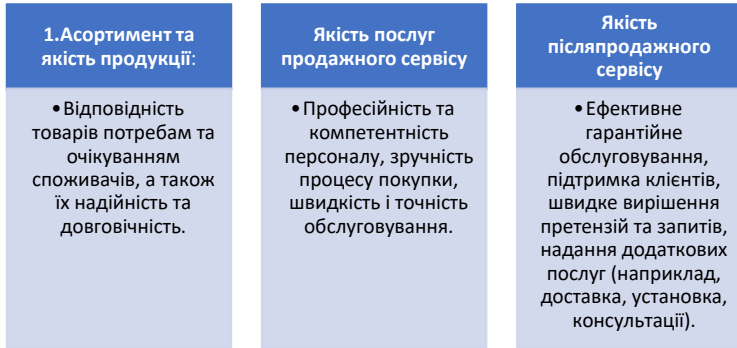 1.Асортимент та
якість продукції:
•Відповідність
товарів потребам та
очікуванням
споживачів, а також
їх надійність та
довговічність.
Якість послуг
продажного сервісу
•Професійність та
компетентність
персоналу, зручність
процесу покупки,
швидкість і точність
обслуговування.
Якість
післяпродажного
сервісу
•Ефективне
гарантійне
обслуговування,
підтримка клієнтів,
швидке вирішення
претензій та запитів,
надання додаткових
послуг (наприклад,
доставка, установка,
консультації).